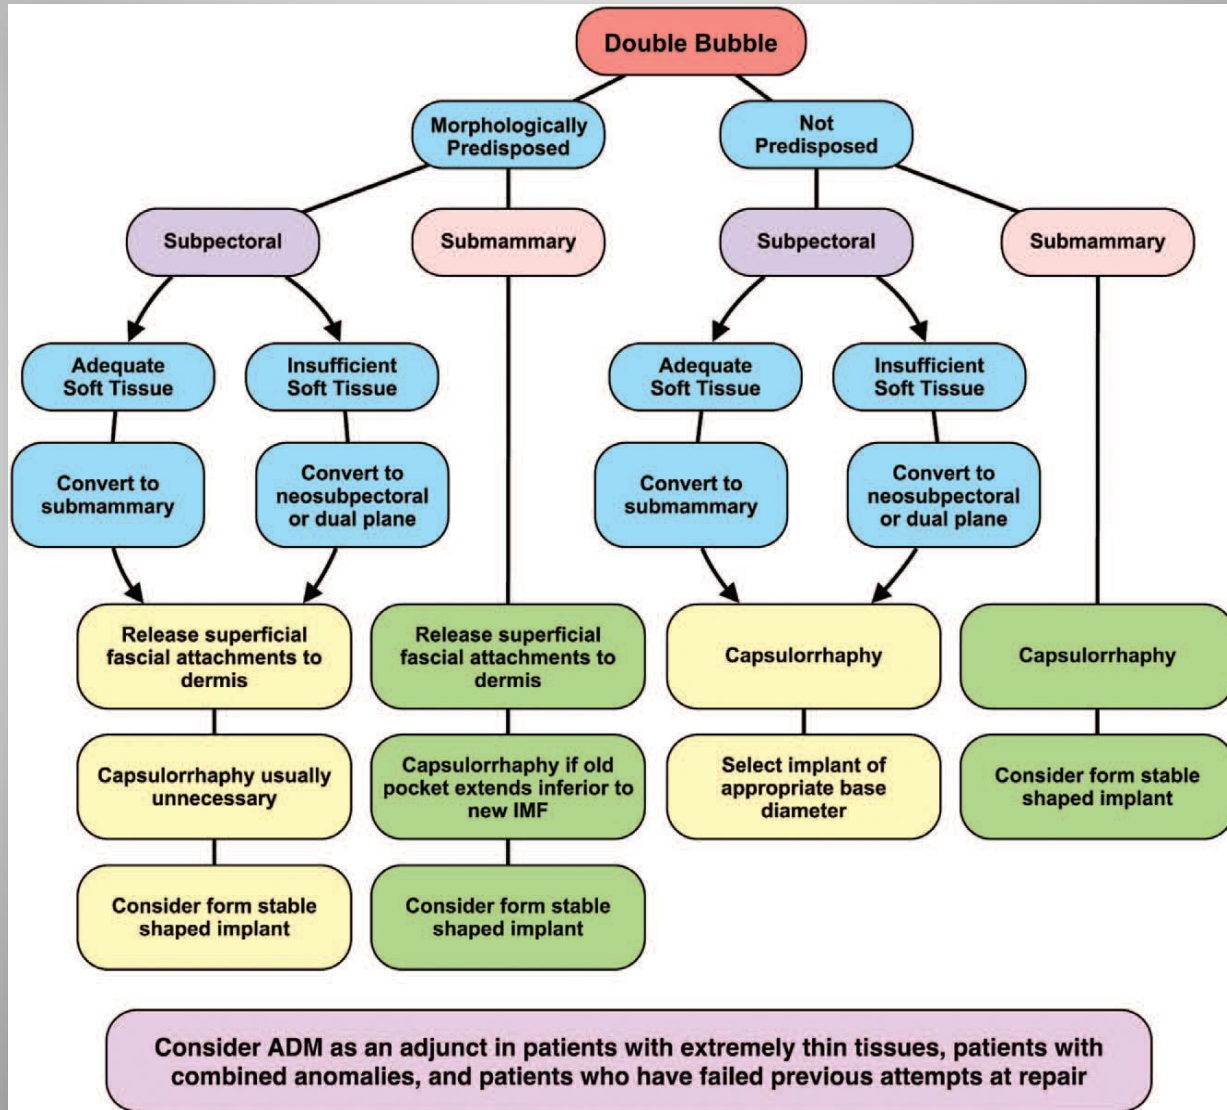 Double Bubble
Morphologically
Predisposed
Not
Predisposed
Subpectoral
Submammary
Subpectoral
Submammary
Adequate
Soft Tissue
Insufficient
Soft Tissue
Adequate
Soft Tissue
Insufficient
Soft Tissue
Convert to
submammary
Convert to
neosubpectoral
or dual plane
Convert to
submammary
Convert to
neosubpectoral
or dual plane
Release superficial
fascial attachments to
dermis
Release superficial
fascial attachments to
dermis
Capsulorrhaphy
Capsulorrhaphy
Capsulorrhaphy usually
unnecessary
Capsulorrhaphy if old
pocket extends inferior to
new IMF
Select implant of
appropriate base
diameter
Consider form stable
shaped implant
Consider form stable
shaped implant
Consider form stable
shaped implant
Consider ADM as an adjunct in patients with extremely thin tissues, patients with
combined anomalies, and patients who have failed previous attempts at repair